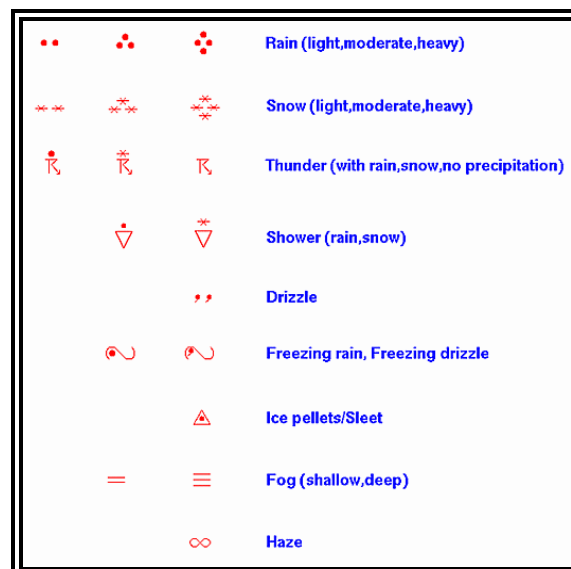 Rain (light,moderate,heavy)
Snow (light,moderate,heavy)
Thunder (with rain,snow,no precipitation)
Shower (rain,snow)
Drizzle
Freezing rain, Freezing drizzle
Ice pellets/Sleet
Fog (shallow,deep)
Haze